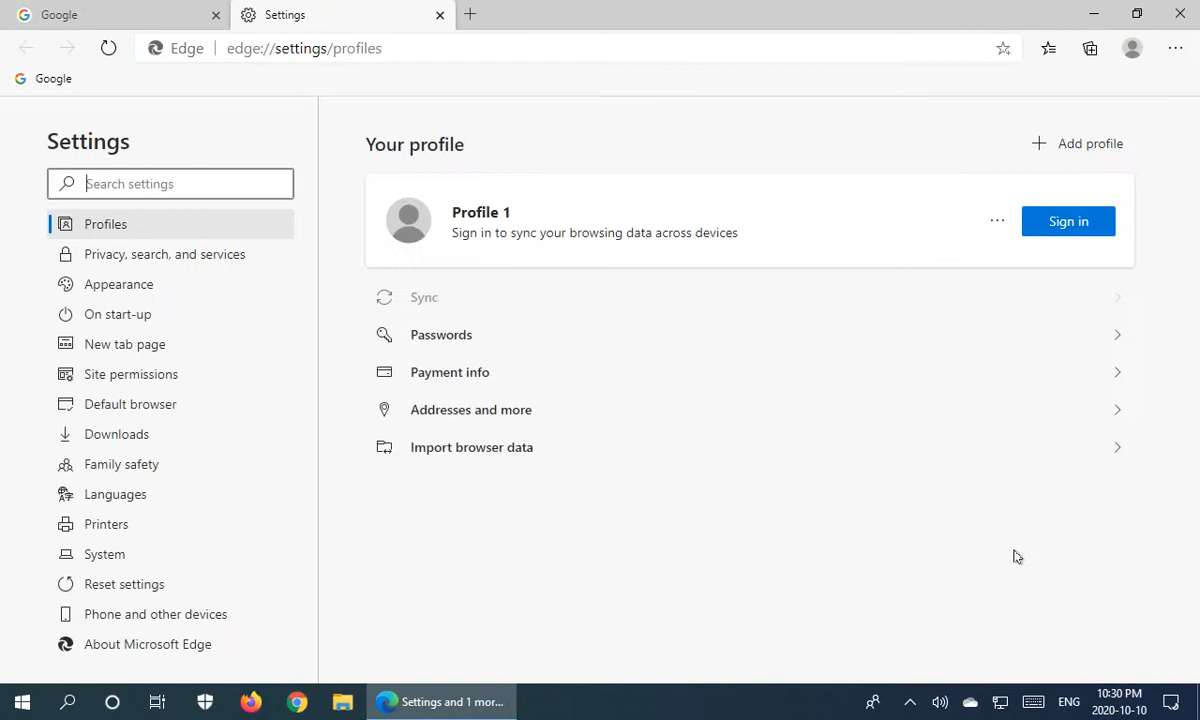 Google
Settings
Edge
edge://settings/profiles
Google
Settings
Search settings
Profiles
Privacy, search, and services
Appearance
On start-up
New tab page
Site permissions
Default browser
Downloads
Family safety
Languages
Printers
System
Reset settings
Phone and other devices
About Microsoft Edge
Your profile
Add profile
Profile 1
Sign in to sync your browsing data across devices
Sign in
Sync
Passwords
Payment info
Addresses and more
Import browser data
Settings and 1 mor...
ENG
10:30 PM
2020-10-10